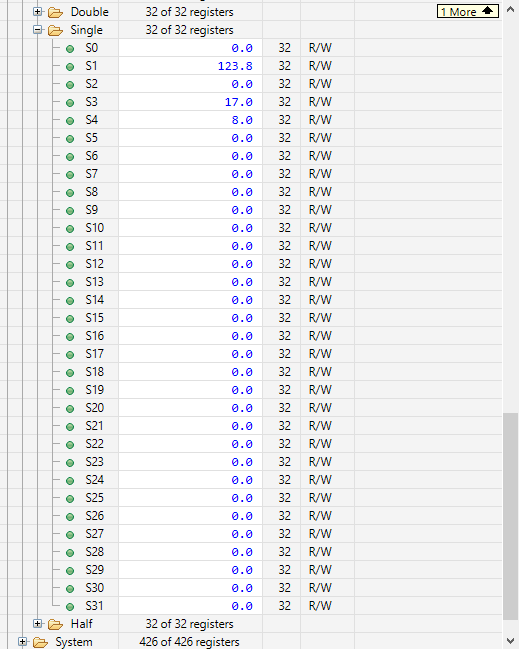 Double 32 of 32 registers 1 More
Single 32 of 32 registers
S0 0.0 32 R/W
S1 123.8 32 R/W
S2 0.0 32 R/W
S3 17.0 32 R/W
S4 8.0 32 R/W
S5 0.0 32 R/W
S6 0.0 32 R/W
S7 0.0 32 R/W
S8 0.0 32 R/W
S9 0.0 32 R/W
S10 0.0 32 R/W
S11 0.0 32 R/W
S12 0.0 32 R/W
S13 0.0 32 R/W
S14 0.0 32 R/W
S15 0.0 32 R/W
S16 0.0 32 R/W
S17 0.0 32 R/W
S18 0.0 32 R/W
S19 0.0 32 R/W
S20 0.0 32 R/W
S21 0.0 32 R/W
S22 0.0 32 R/W
S23 0.0 32 R/W
S24 0.0 32 R/W
S25 0.0 32 R/W
S26 0.0 32 R/W
S27 0.0 32 R/W
S28 0.0 32 R/W
S29 0.0 32 R/W
S30 0.0 32 R/W
S31 0.0 32 R/W
Half 32 of 32 registers
System 426 of 426 registers